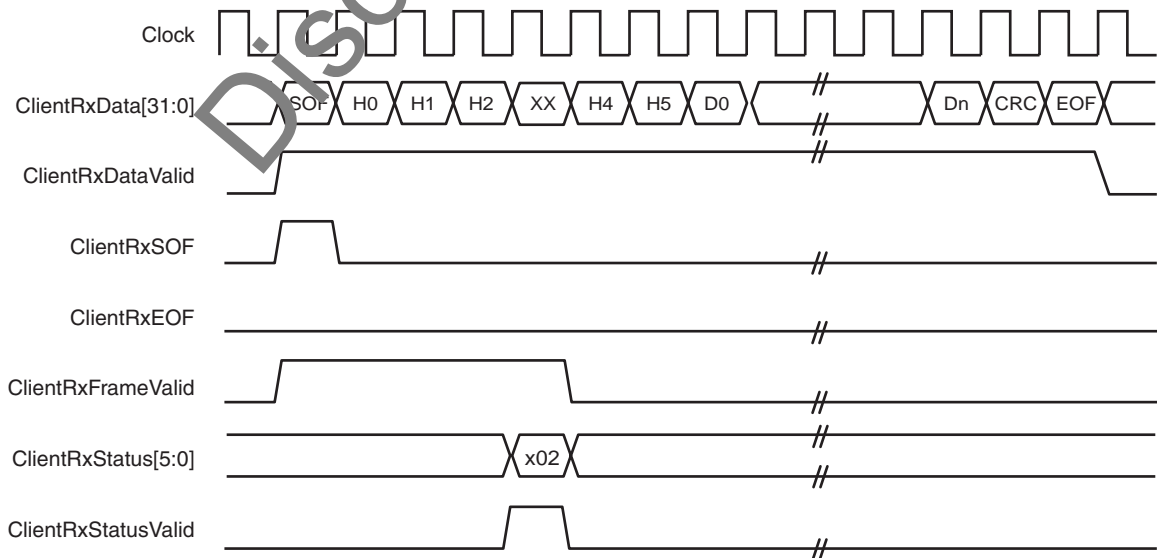 Clock
ClientRxData[31:0] SOF H0 H1 H2 XX H4 H5 D0 Dn CRC EOF
ClientRxDataValid
ClientRxSOF
ClientRxEOF
ClientRxFrameValid
ClientRxStatus[5:0] x02
ClientRxStatusValid